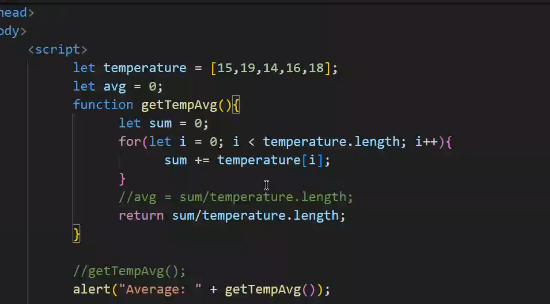 head>
ody>
<script>
let temperature = [15,19,14,16,18];
let avg = 0;
function getTempAvg(){
let sum = 0;
for(let i = 0; i < temperature.length; i++){
sum += temperature[i];
}
//avg = sum/temperature.length;
return sum/temperature.length;
}
//getTempAvg();
alert("Average: " + getTempAvg());